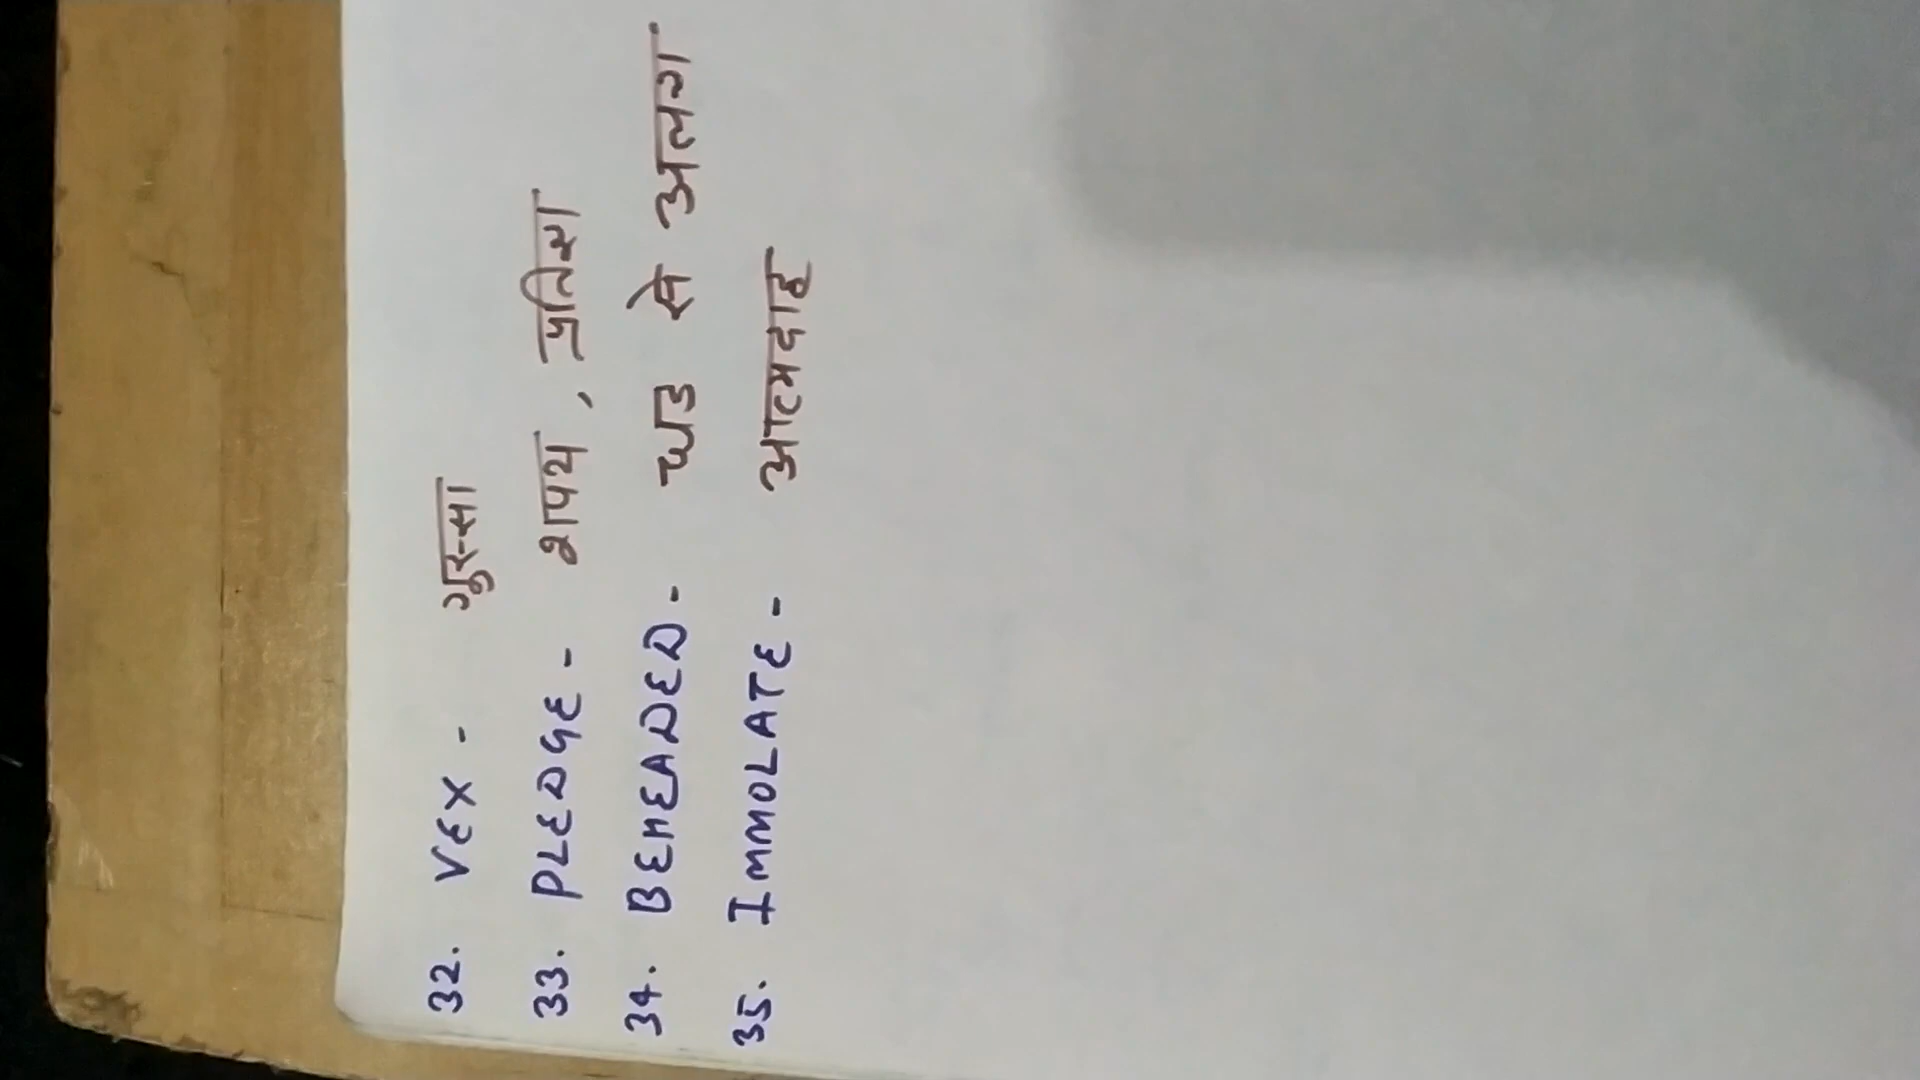 32. VEX - गुस्सा
33. PLEDGE - शपथ, प्रतिज्ञा
34. BEHEADED - धड से अलग
35. IMMOLATE - आत्मदाह